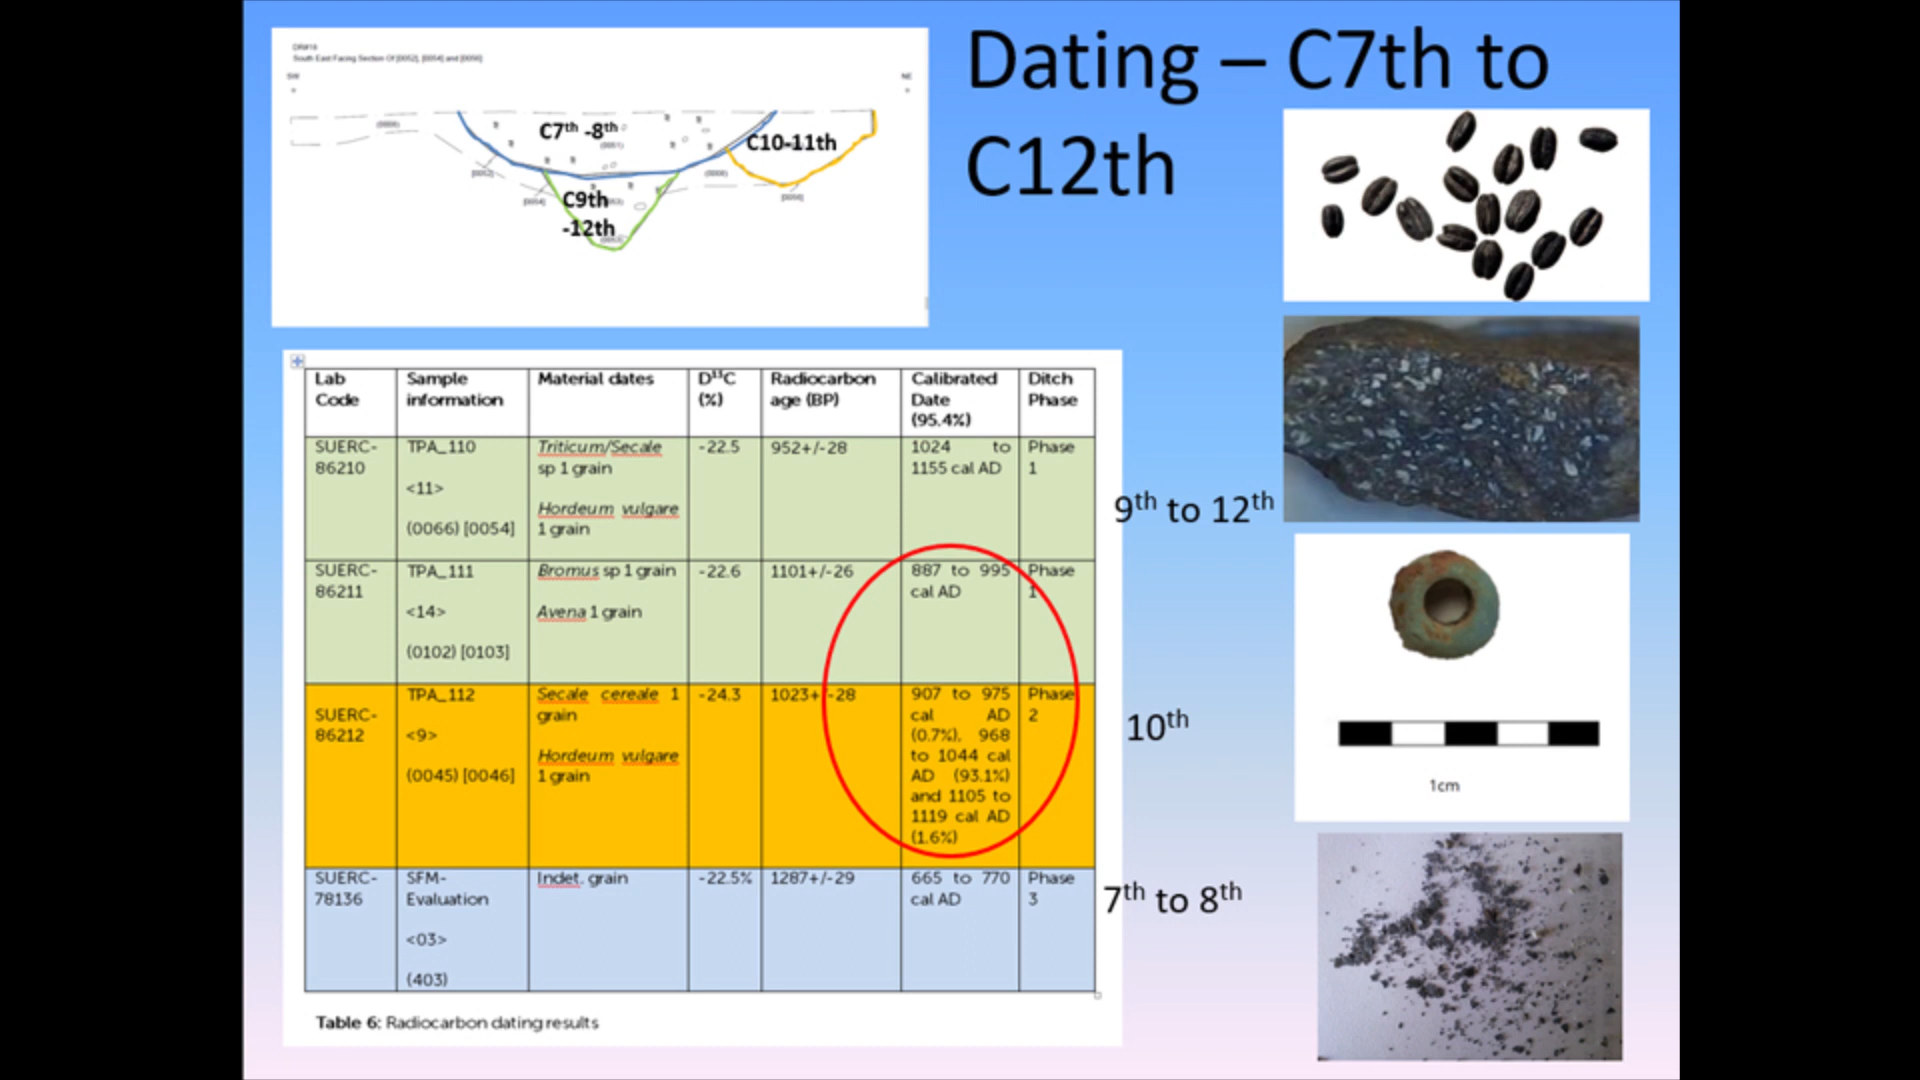 DR#18
South East Facing Section Of [0052], [0054] and [0056]
SW
NE
Dating – C7th to
C12th
C7th -8th
(0051)
C10-11th
[0052]
[0054]
[0056]
C9th
-12th
Lab Code
Sample information
Material dates
D13C (%)
Radiocarbon age (BP)
Calibrated Date (95.4%)
Ditch Phase
SUERC-
86210
TPA_110
<11>
(0066) [0054]
Triticum/Secale
sp 1 grain
Hordeum vulgare
1 grain
-22.5
952+/-28
1024 to
1155 cal AD
Phase
1
9th to 12th
SUERC-
86211
TPA_111
<14>
(0102) [0103]
Bromus sp 1 grain
Avena 1 grain
-22.6
1101+/-26
887 to 995
cal AD
Phase
1
SUERC-
86212
TPA_112
<9>
(0045) [0046]
Secale cereale 1
grain
Hordeum vulgare
1 grain
-24.3
1023+/-28
907 to 975
cal AD
(0.7%), 968
to 1044 cal
AD (93.1%)
and 1105 to
1119 cal AD
(1.6%)
Phase
2
10th
SUERC-
78136
SFM-
Evaluation
<03>
(403)
Indet. grain
-22.5%
1287+/-29
665 to 770
cal AD
Phase
3
7th to 8th
Table 6: Radiocarbon dating results
1cm